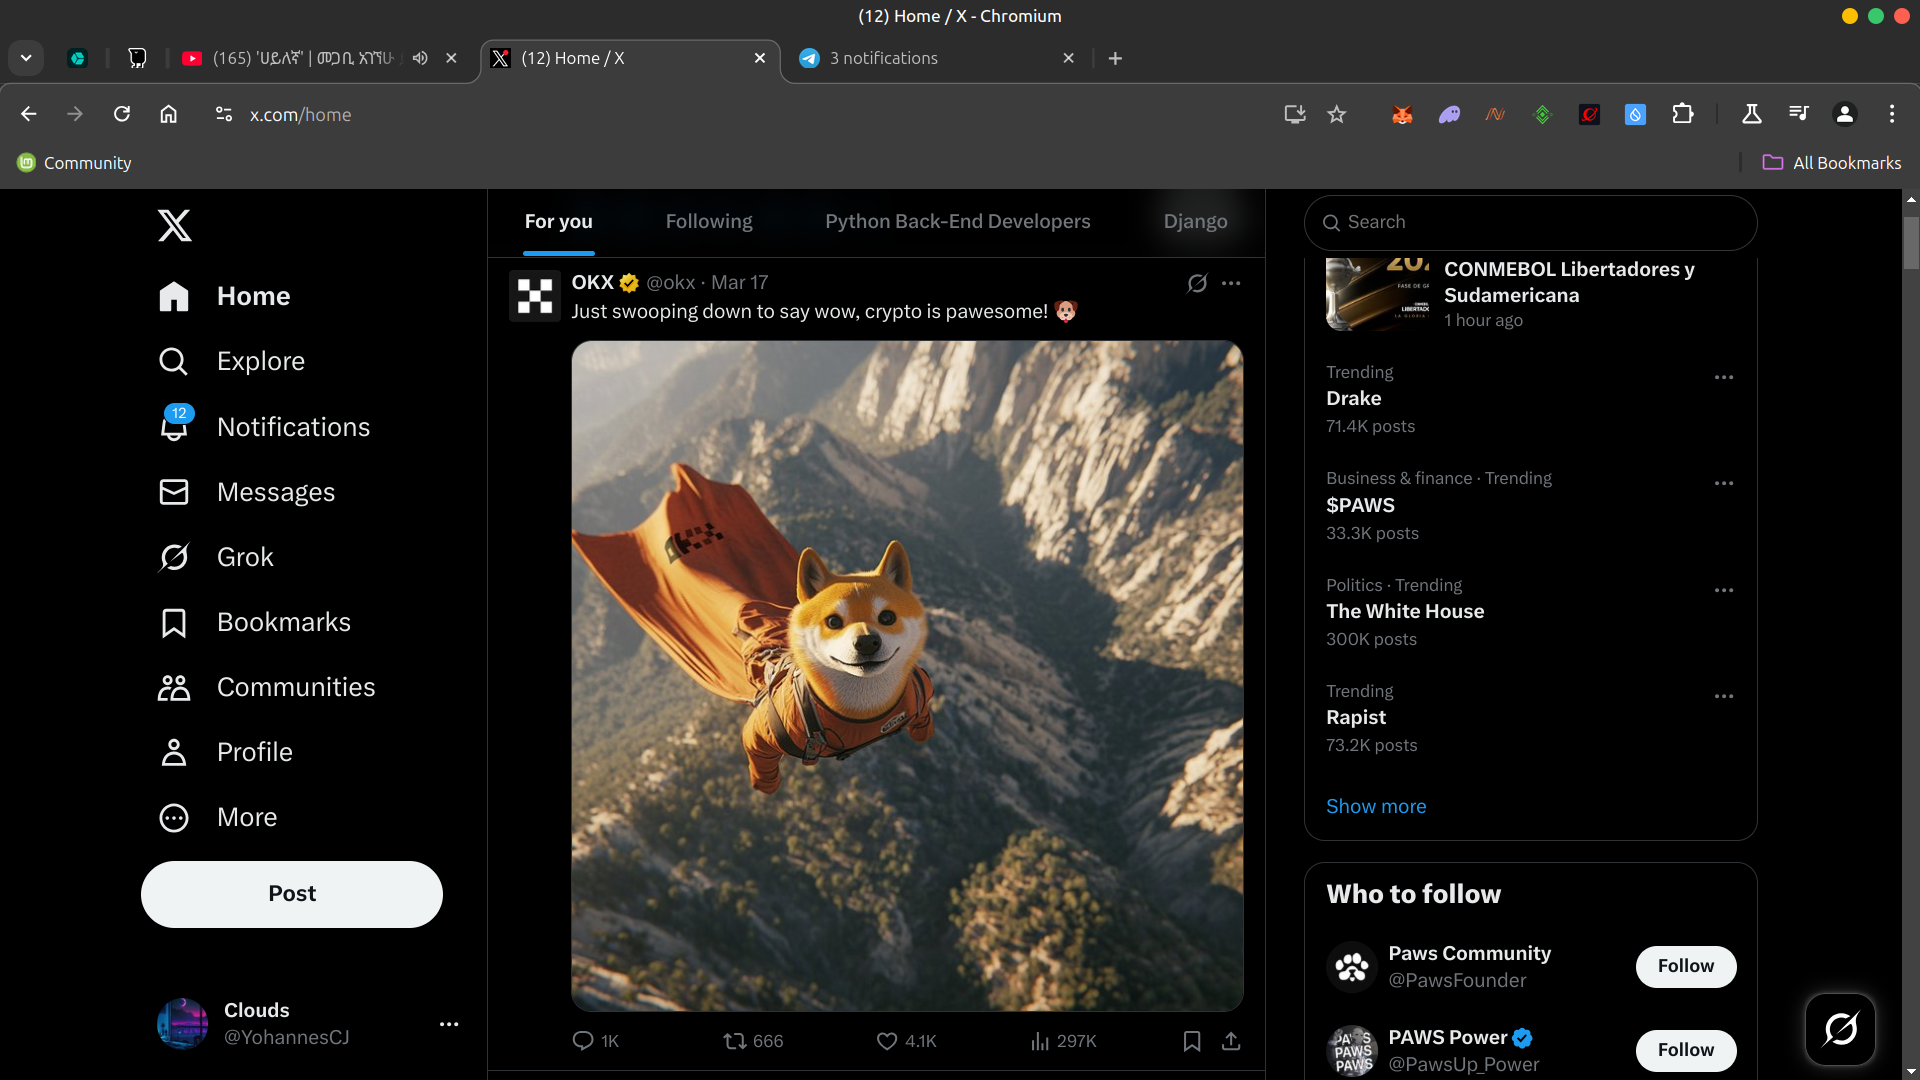 (12) Home / X - Chromium
(165) 'ሀይለኛ' | መጋቢ
(12) Home / X
3 notifications
x.com/home
Community
All Bookmarks
For you
Following
Python Back-End Developers
Django
Search
Home
Explore
12
Notifications
Messages
Grok
Bookmarks
Communities
Profile
More
Post
Clouds
@YohannesCJ
OKX @okx · Mar 17
Just swooping down to say wow, crypto is pawesome!
1K
666
4.1K
297K
CONMEBOL Libertadores y
Sudamericana
1 hour ago
Trending
Drake
71.4K posts
Business & finance · Trending
$PAWS
33.3K posts
Politics · Trending
The White House
300K posts
Trending
Rapist
73.2K posts
Show more
Who to follow
Paws Community
@PawsFounder
Follow
PAWS Power
@PawsUp_Power
Follow